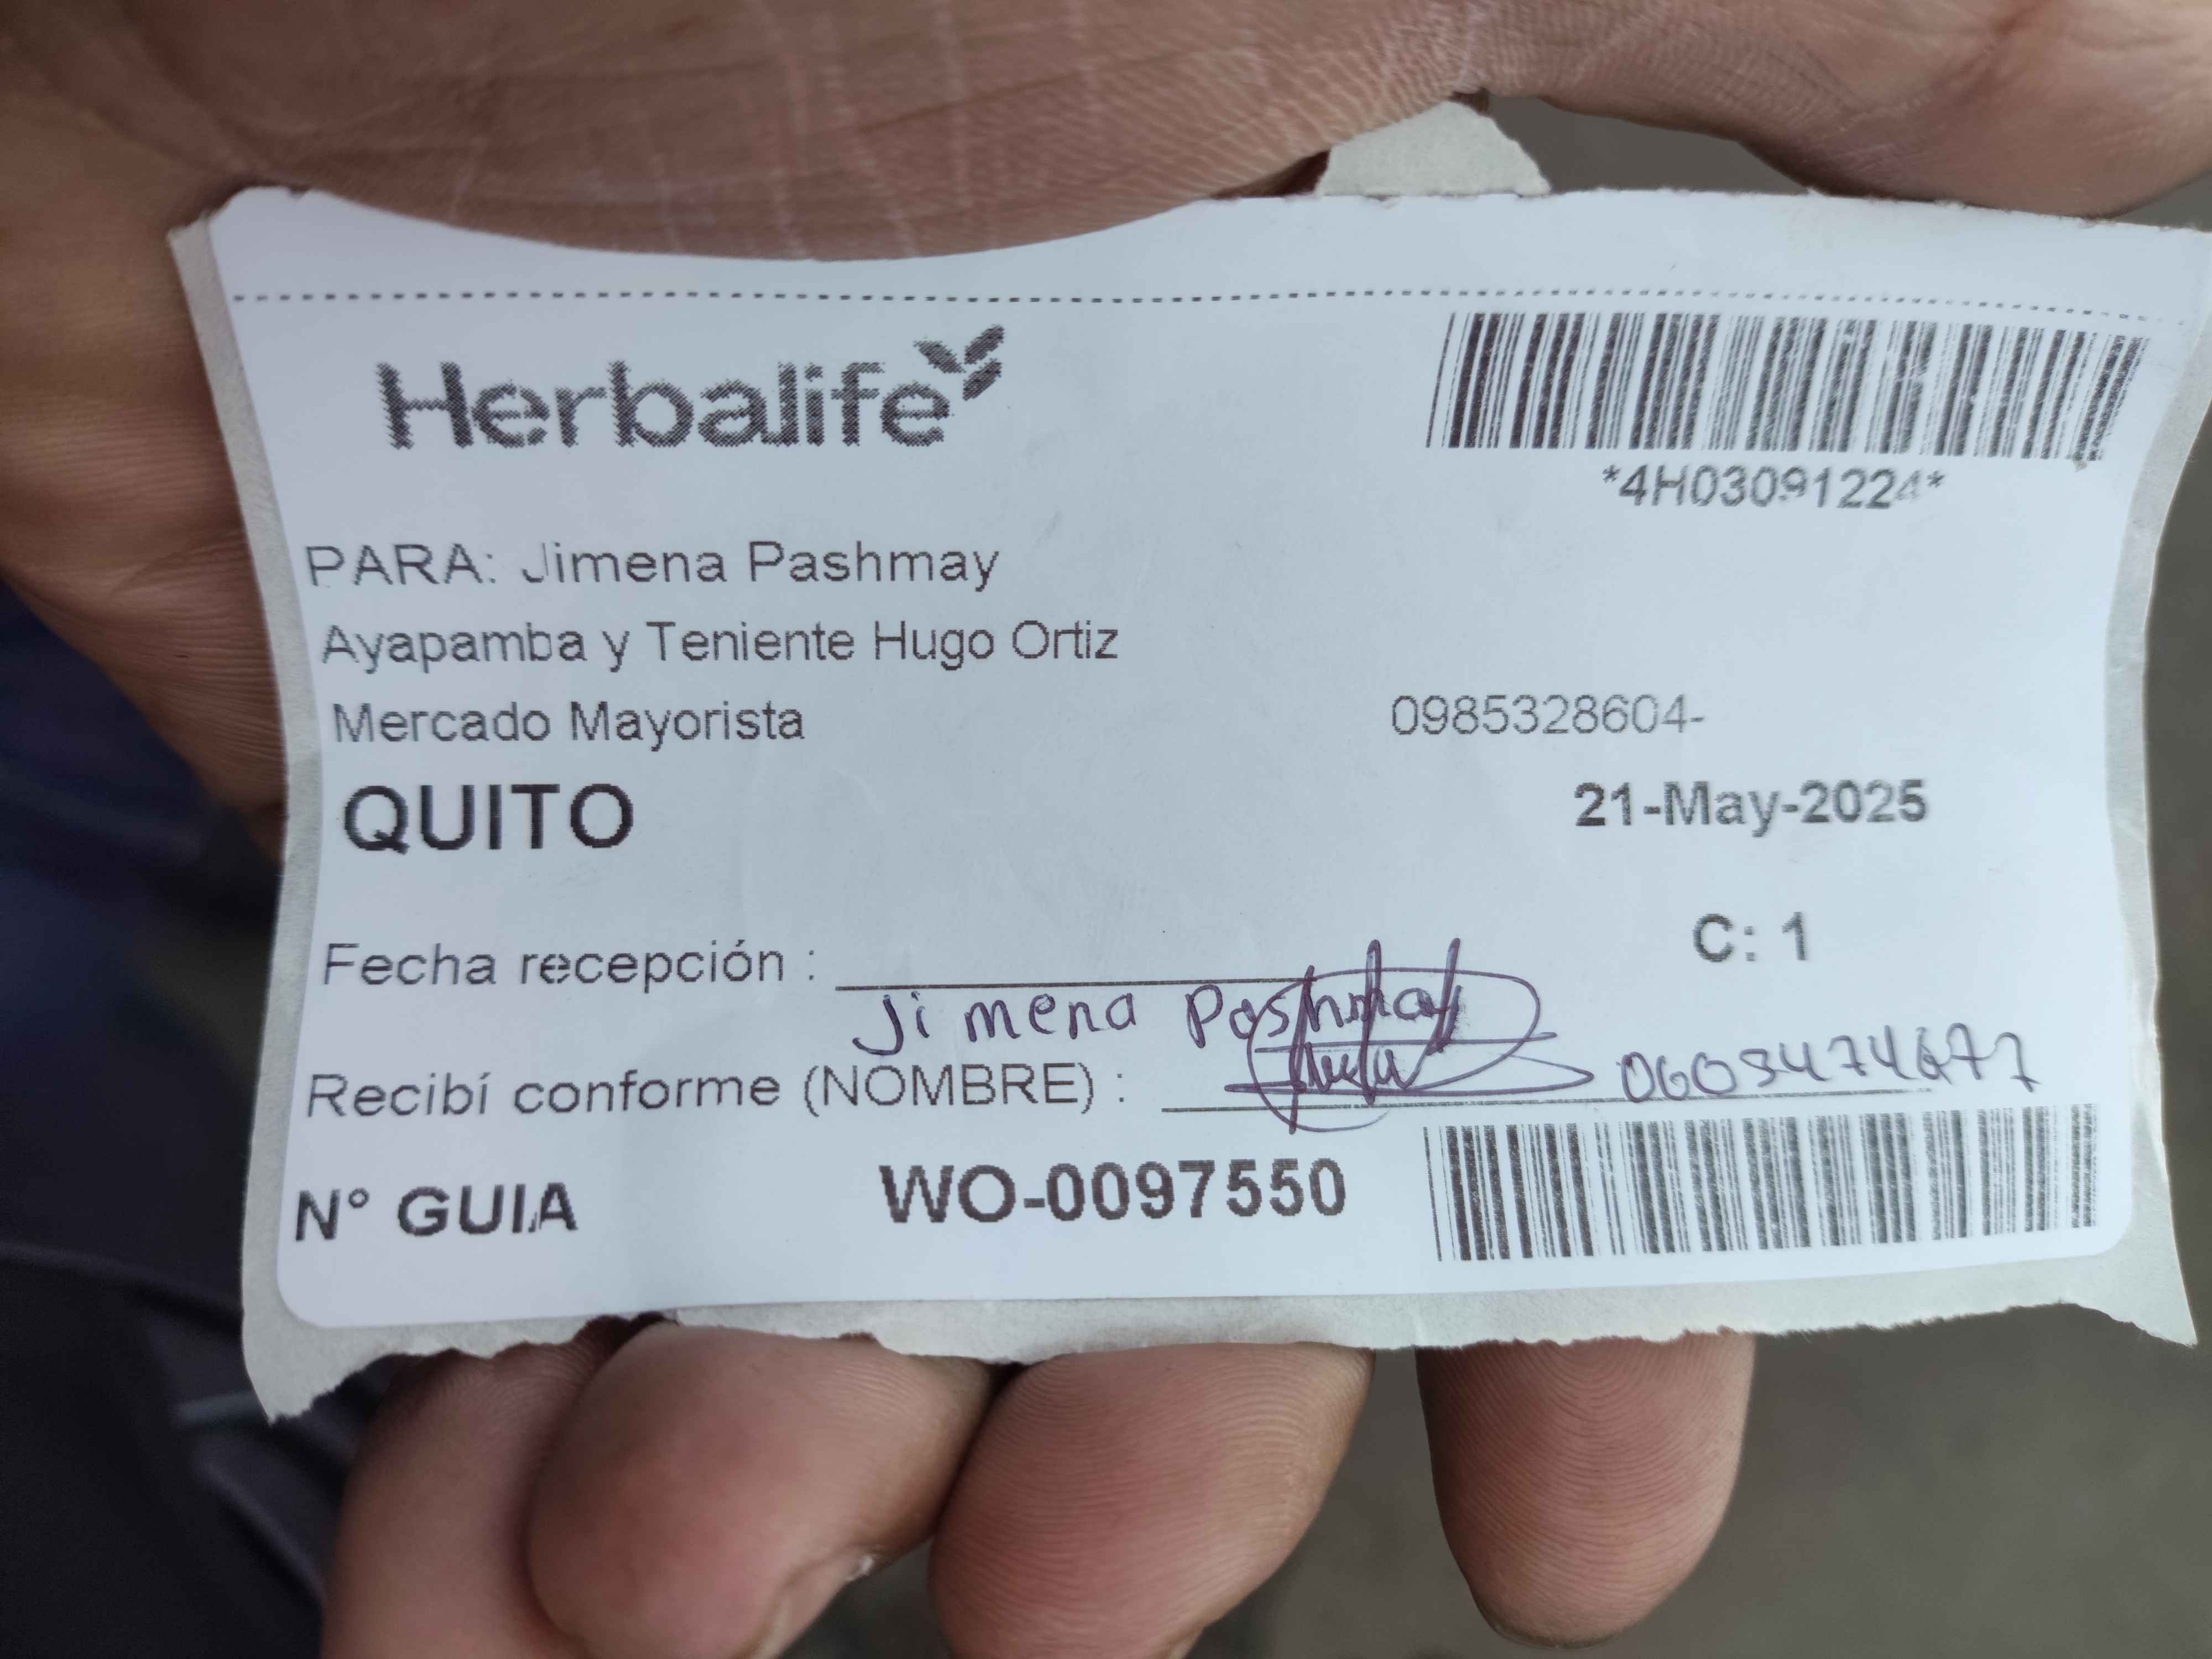 Herbalife
*4H03091224*
PARA: Jimena Pashmay
Ayapamba y Teniente Hugo Ortiz
Mercado Mayorista
0985328604-
QUITO
21-May-2025
C: 1
Fecha recepción :
Jimena Pashmay
Recibí conforme (NOMBRE) :
N° GUIA
WO-0097550